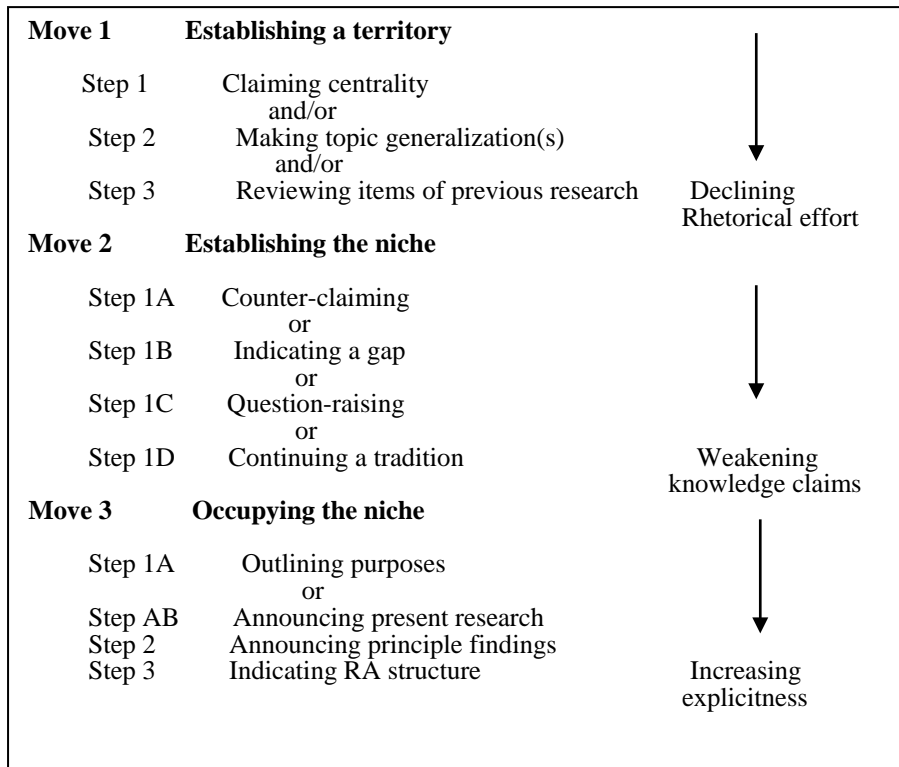 Move 1 Establishing a territory
Step 1 Claiming centrality
and/or
Step 2 Making topic generalization(s)
and/or
Step 3 Reviewing items of previous research
Declining
Rhetorical effort
Move 2 Establishing the niche
Step 1A Counter-claiming
or
Step 1B Indicating a gap
or
Step 1C Question-raising
or
Step 1D Continuing a tradition
Weakening
knowledge claims
Move 3 Occupying the niche
Step 1A Outlining purposes
or
Step AB Announcing present research
Step 2 Announcing principle findings
Step 3 Indicating RA structure
Increasing
explicitness